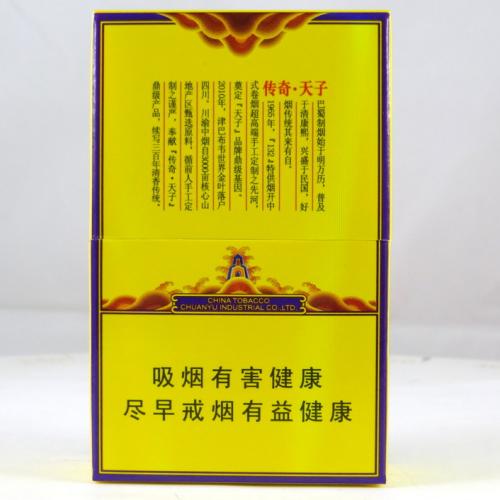 传奇·天子
巴蜀制烟始于明万历，普及
于清康熙，兴盛于民国，好
烟传统其来有自。
1965年，『132』特供烟开中
式卷烟超高端手工定制之先河，
奠定『天子』品牌鼎级基因。
2010年，津巴布韦世界金叶落户
四川。川渝中烟自3000亩核心山
地产区甄选原料，循前人手工定
制之谨严，奉献『传奇·天子』
鼎级产品，续写三百年清香传统。
CHINA TOBACCO
CHUANYU INDUSTRIAL CO.,LTD.
吸烟有害健康
尽早戒烟有益健康